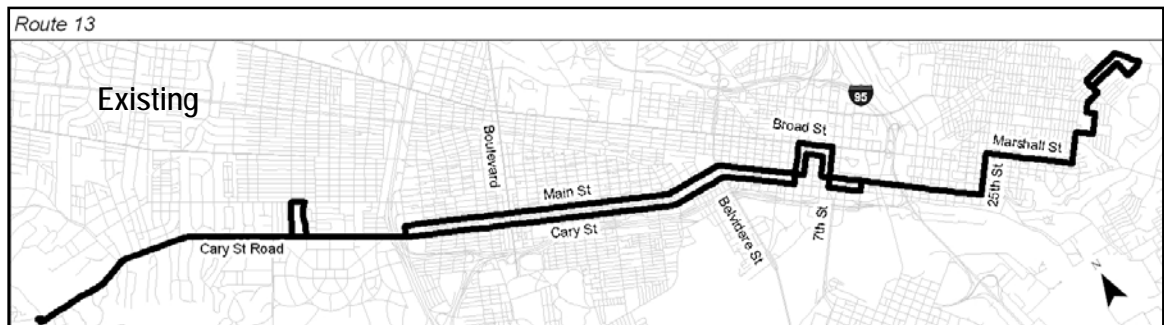 Route 13
Existing
95
Broad St
Marshall St
Boulevard
Main St
25th St
Cary St
Belvidere St
7th St
Cary St Road
N